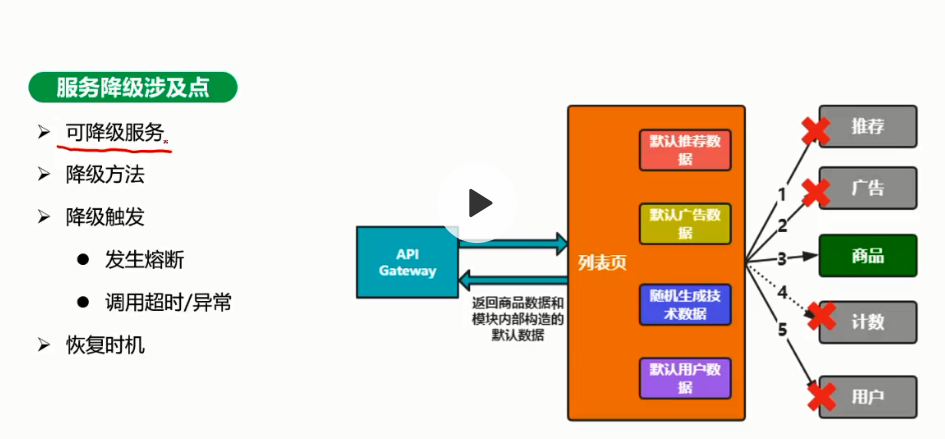 服务降级涉及点
可降级服务
降级方法
降级触发
发生熔断
调用超时/异常
恢复时机
API
Gateway
返回商品数据和
模块内部构造的
默认数据
列表页
默认推荐数
据
默认广告数
据
随机生成技
术数据
默认用户数
据
1
2
3
4
5
推荐
广告
商品
计数
用户